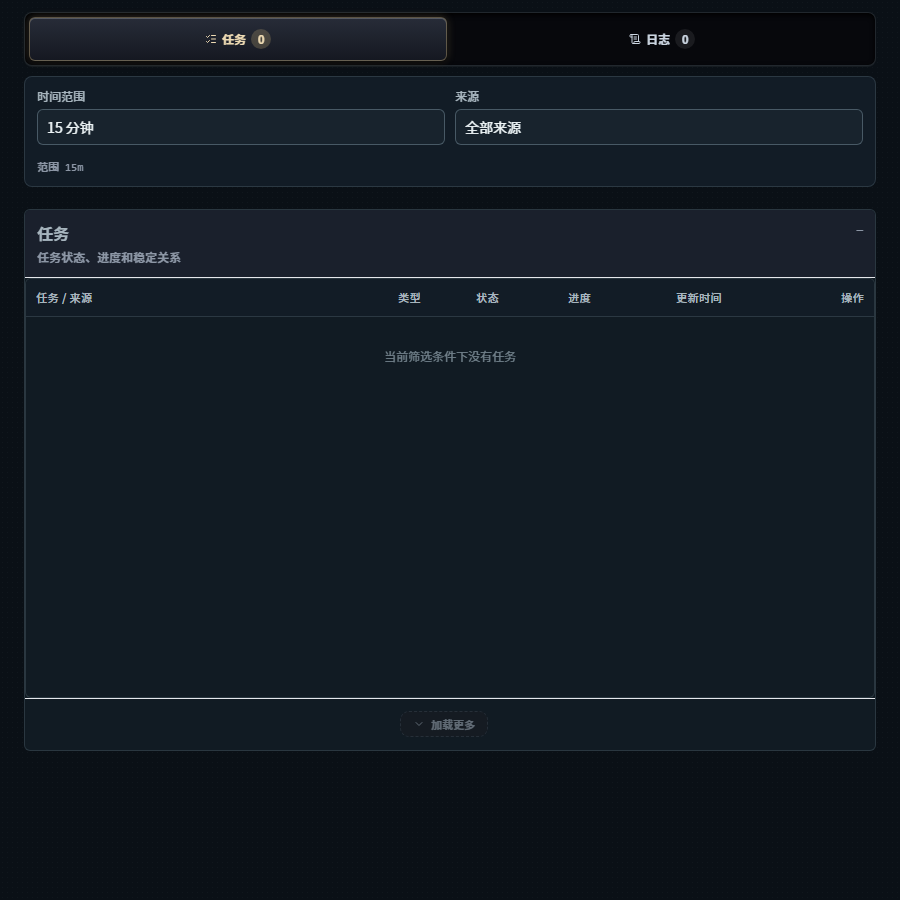 任务 0 日志 0
时间范围 来源
15 分钟 全部来源
范围 15m
任务 –
任务状态、进度和稳定关系
任务 / 来源 类型 状态 进度 更新时间 操作
当前筛选条件下没有任务
加载更多